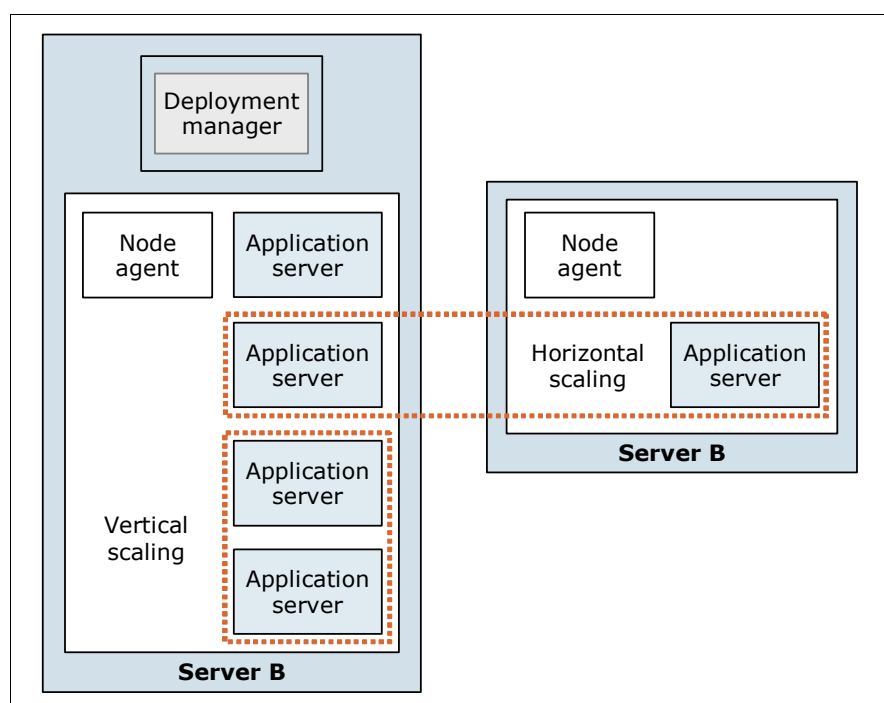 Deployment
manager
Node
agent
Application
server
Application
server
Application
server
Vertical
scaling
Application
server
Server B
Node
agent
Horizontal
scaling
Application
server
Server B